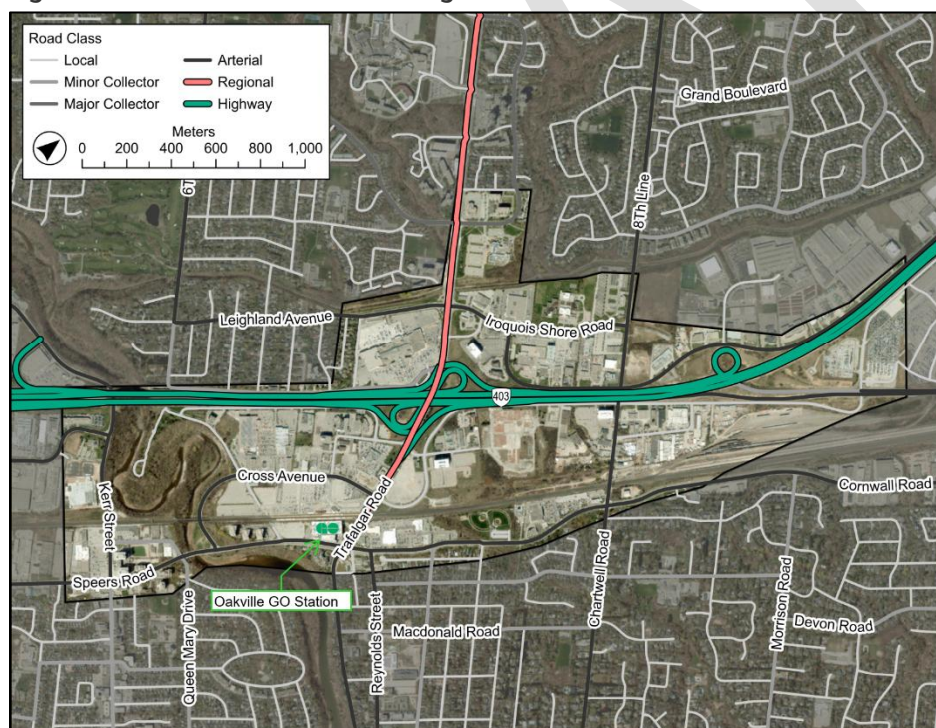 Road Class
Local
Minor Collector
Major Collector
Arterial
Regional
Highway
Meters
0 200 400 600 800 1,000
Grand Boulevard
8Th Line
Leighland Avenue
Iroquois Shore Road
403
Cross Avenue
Kerr Street
Trafalgar Road
Cornwall Road
Speers Road
Oakville GO Station
Queen Mary Drive
Reynolds Street
Macdonald Road
Chartwell Road
Morrison Road
Devon Road